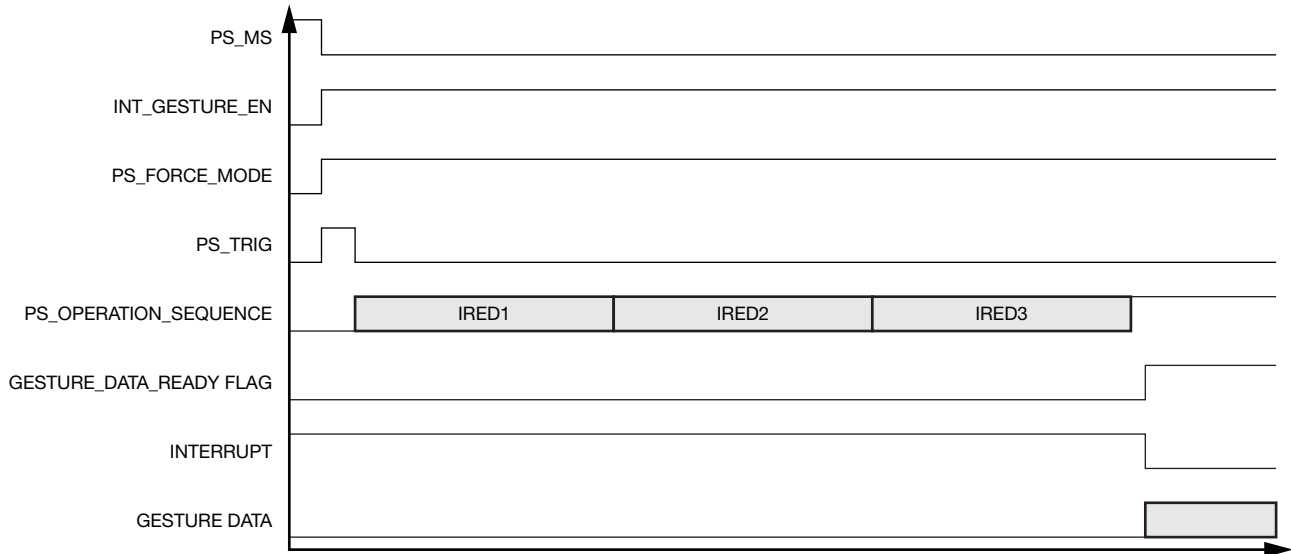 PS_MS
INT_GESTURE_EN
PS_FORCE_MODE
PS_TRIG
PS_OPERATION_SEQUENCE IRED1 IRED2 IRED3
GESTURE_DATA_READY FLAG
INTERRUPT
GESTURE DATA